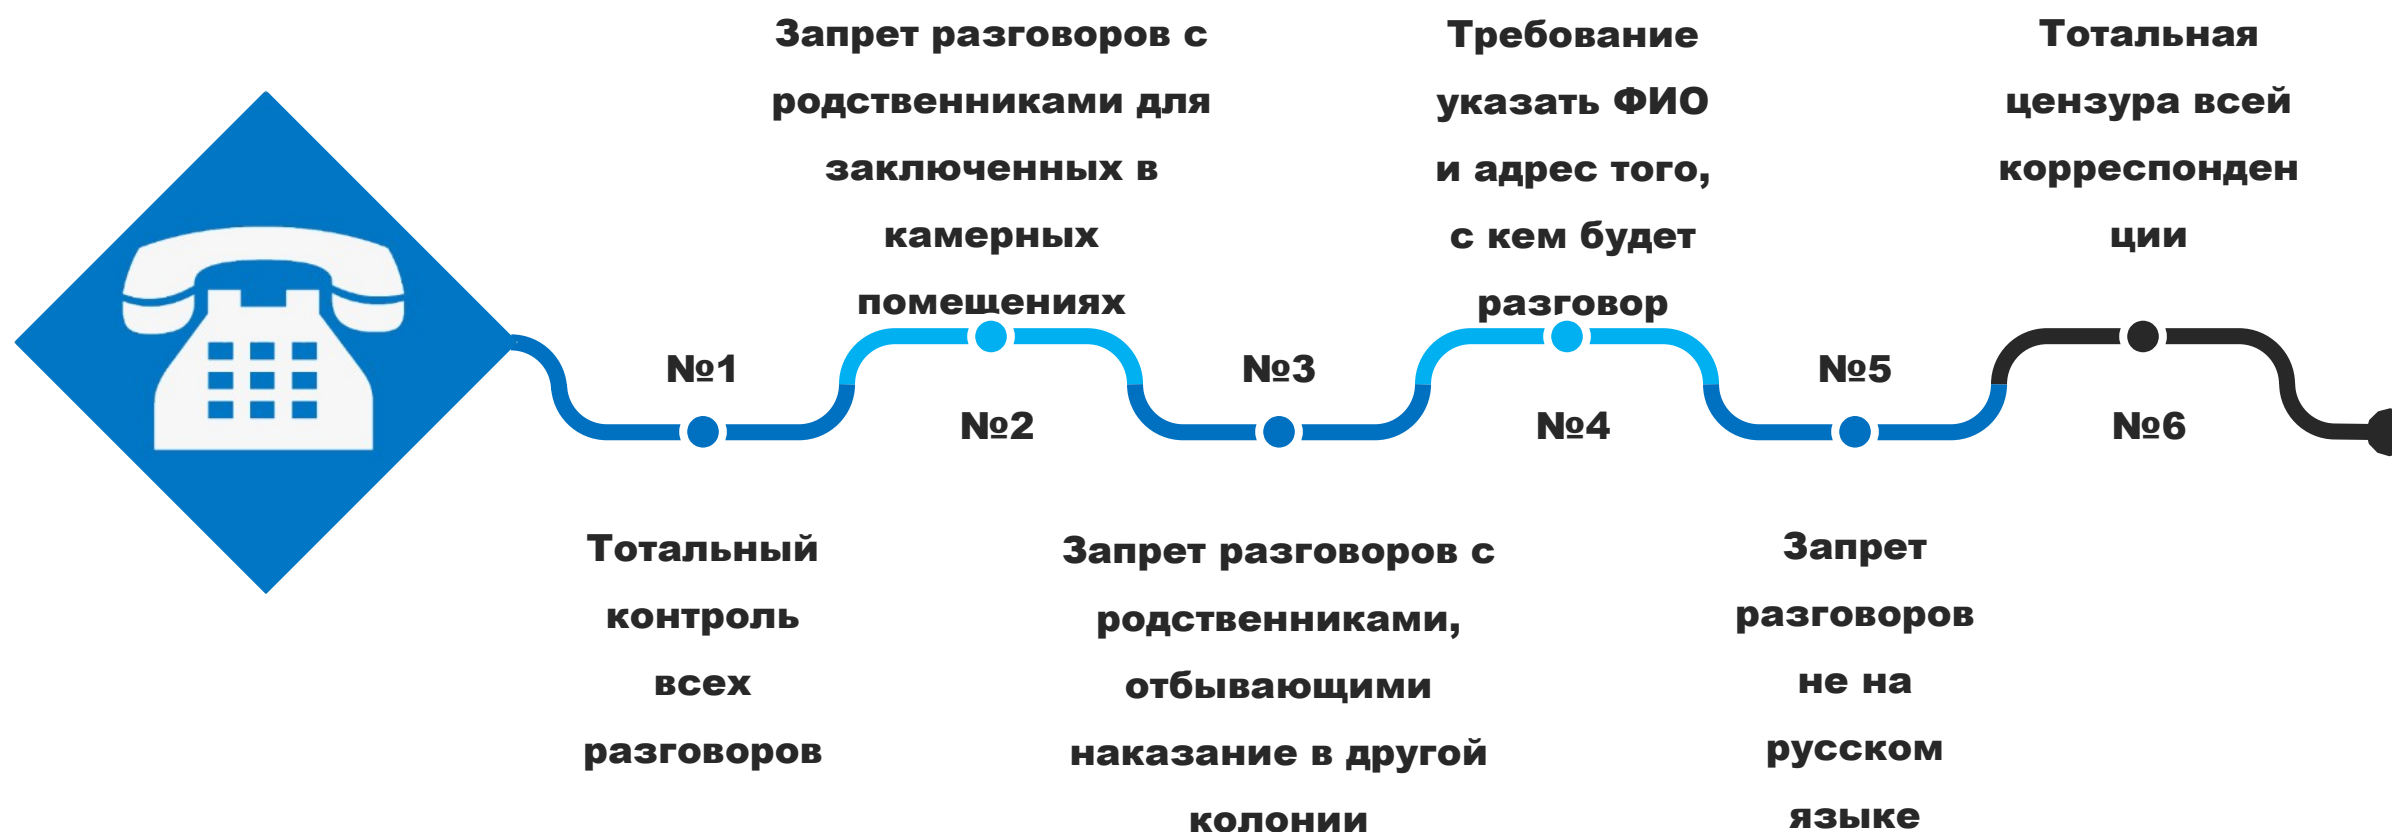 №1
Тотальный
контроль
всех
разговоров
Запрет разговоров с
родственниками для
заключенных в
камерных
помещениях
№2
№3
Запрет разговоров с
родственниками,
отбывающими
наказание в другой
колонии
Требование
указать ФИО
и адрес того,
с кем будет
разговор
№4
№5
Запрет
разговоров
не на
русском
языке
Тотальная
цензура всей
корреспонден
ции
№6